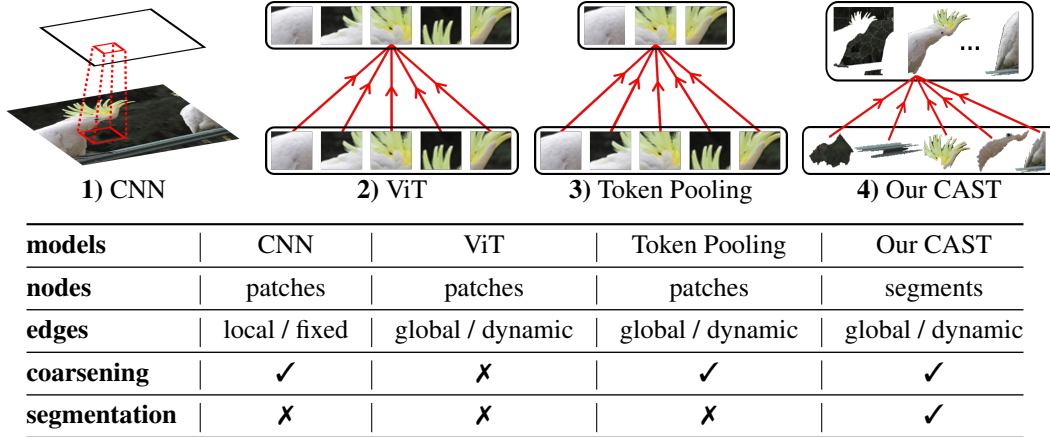 ...
1) CNN 2) ViT 3) Token Pooling 4) Our CAST
models CNN ViT Token Pooling Our CAST
nodes patches patches patches segments
edges local / fixed global / dynamic global / dynamic global / dynamic
coarsening ✓ ✗ ✓ ✓
segmentation ✗ ✗ ✗ ✓